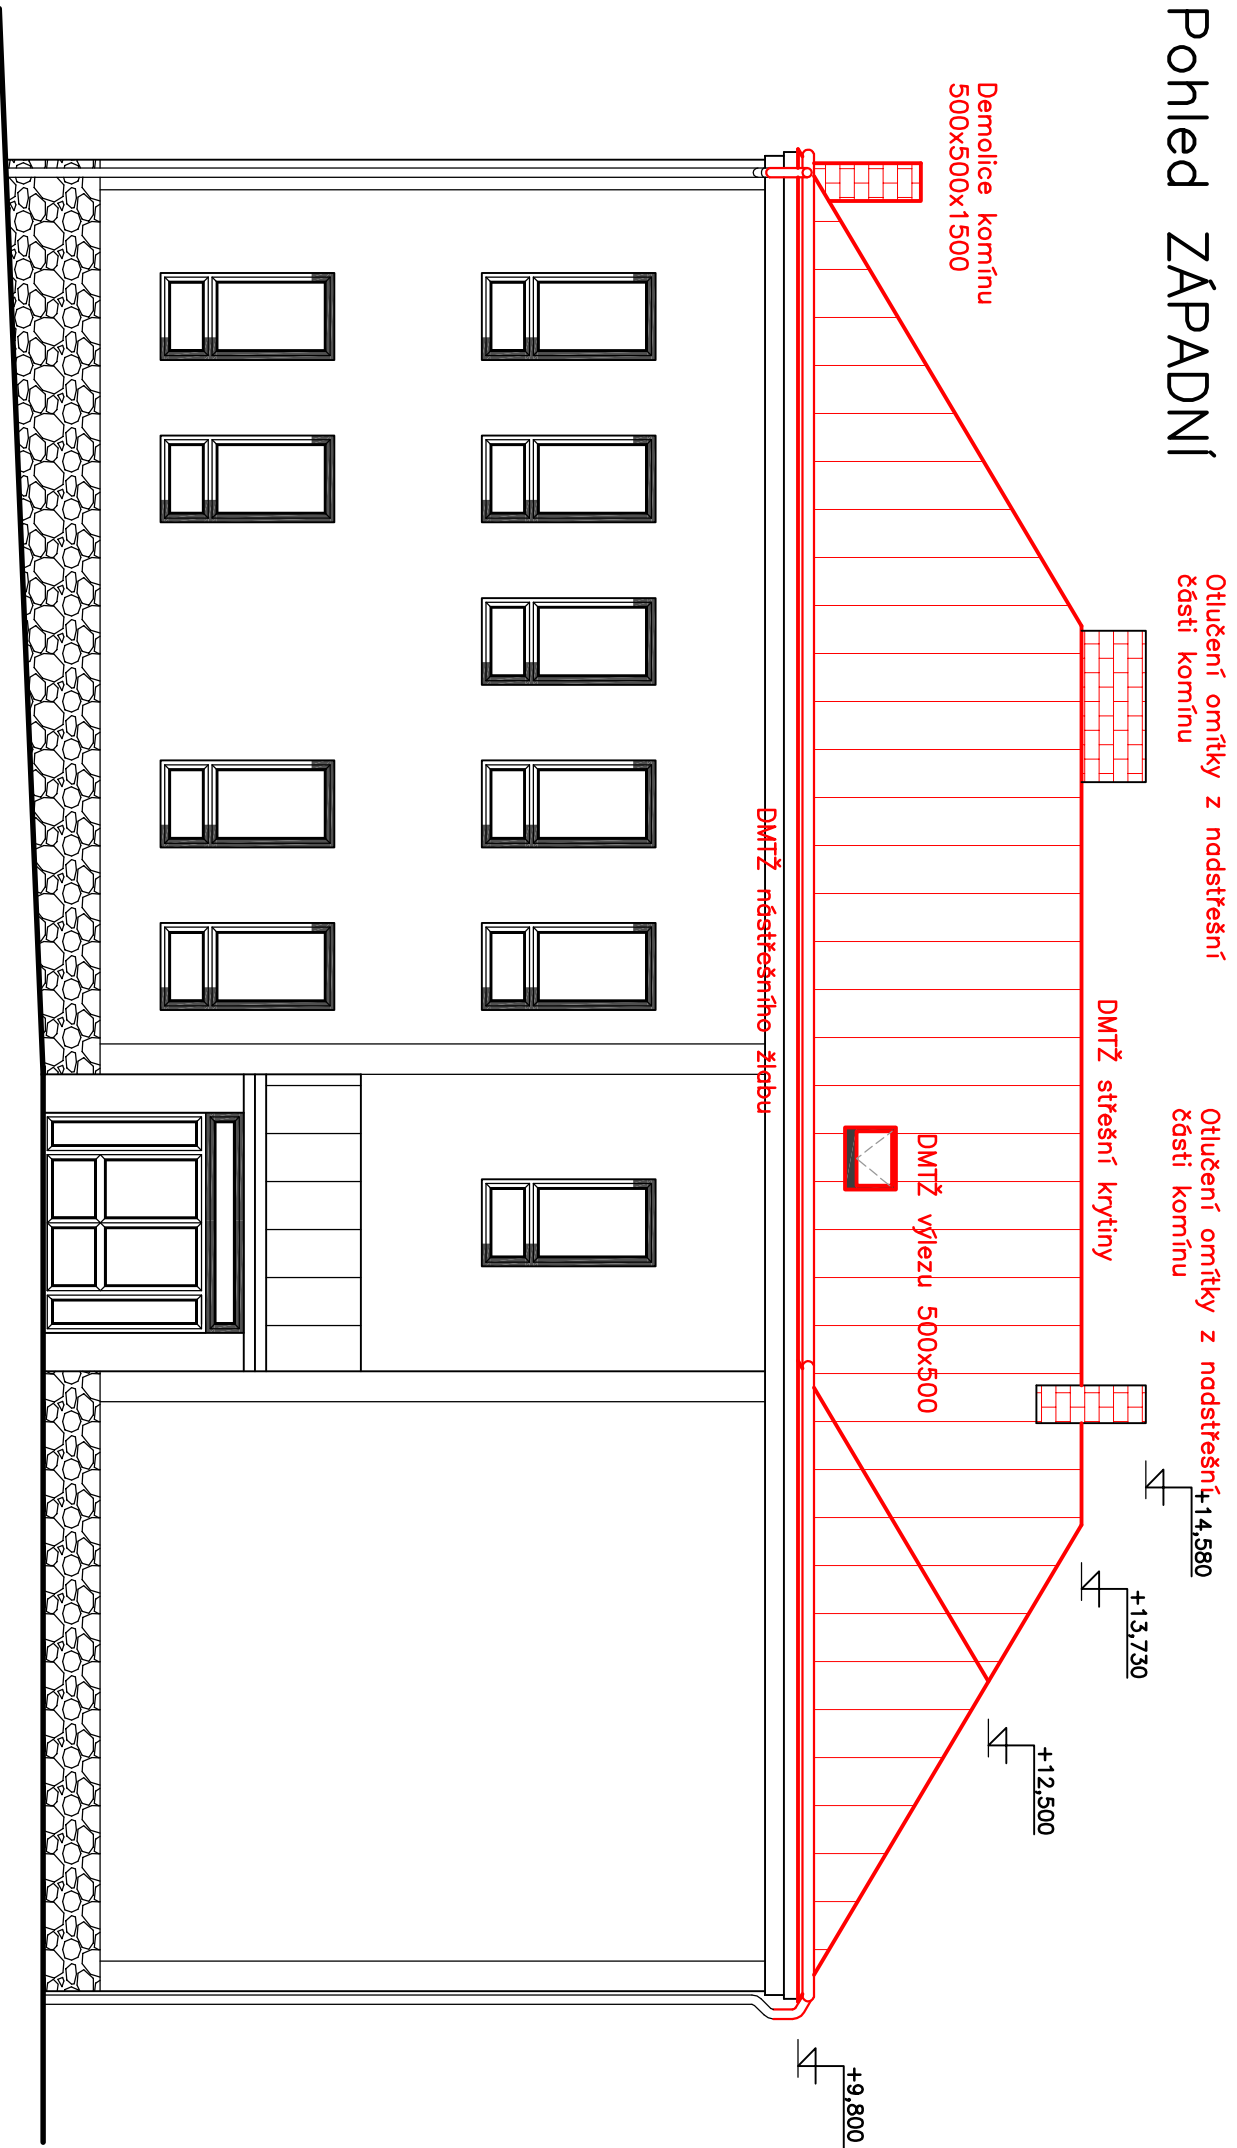 Pohled ZÁPADNÍ
Otlučení omítky z nadstřešní
části komínu
Otlučení omítky z nadstřešní
části komínu
+14,580
+13,730
DMTŽ střešní krytiny
+12,500
Demolice komínu
500x500x1500
DMTŽ výlezu 500x500
+9,800
DMTŽ nástřešního žlabu